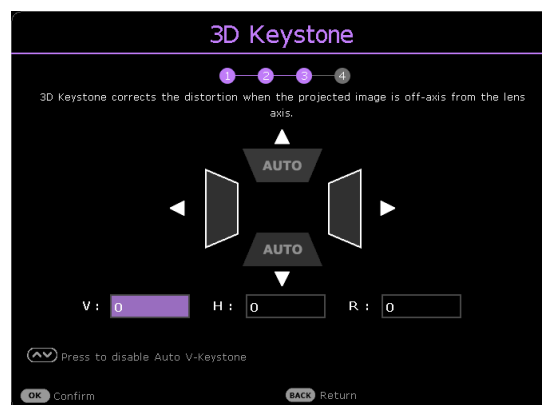 3D Keystone
1 2 3 4
3D Keystone corrects the distortion when the projected image is off-axis from the lens
axis.
AUTO
AUTO
V : 0 H : 0 R : 0
Press to disable Auto V-Keystone
OK Confirm BACK Return